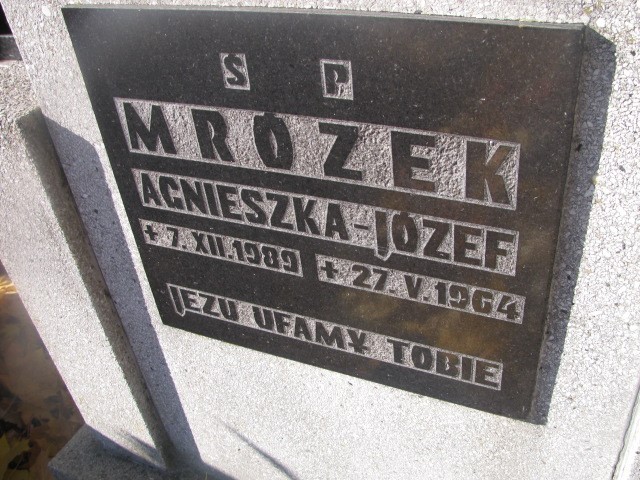 S P
MROZEK
AGNIESZKA-JÓZEF
+7.XII.1989 +27.V.1964
JEZU UFAMY TOBIE